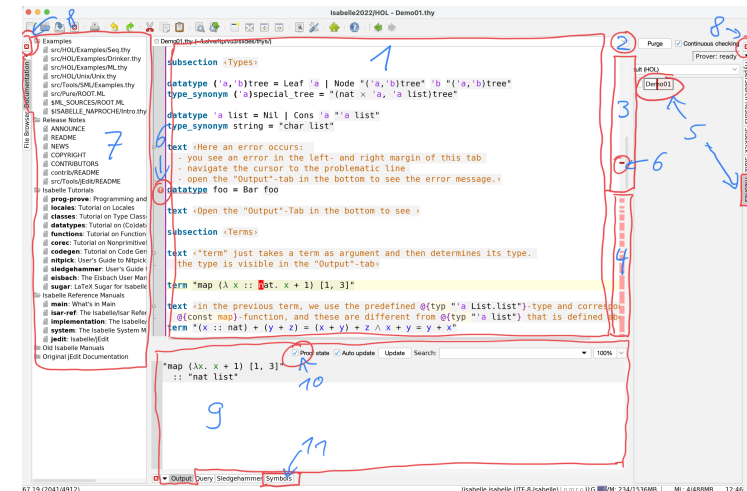 Isabelle2022/HOL - Demo01.thy
8
8
Examples
src/HOL/Examples/Seq.thy
src/HOL/Examples/Drinker.thy
src/HOL/Examples/ML.thy
src/HOL/Unix/Unix.thy
src/Tools/SML/Examples.thy
src/Pure/ROOT.ML
$ML_SOURCES/ROOT.ML
$ISABELLE_NAPROCHE/Intro.thy
Release Notes
ANNOUNCE
README
NEWS
COPYRIGHT
CONTRIBUTORS
contrib/README
src/Tools/jEdit/README
Isabelle Tutorials
prog-prove: Programming and
locales: Tutorial on Locales
classes: Tutorial on Type Class
datatypes: Tutorial on (Co)data
functions: Tutorial on Function
corec: Tutorial on Nonprimitive
codegen: Tutorial on Code Gen
nitpick: User's Guide to Nitpick
sledgehammer: User's Guide
eisbach: The Eisbach User Man
sugar: LaTeX Sugar for Isabelle
Isabelle Reference Manuals
main: What's in Main
isar-ref: The Isabelle/Isar Refer
implementation: The Isabelle
system: The Isabelle System M
jedit: Isabelle/jEdit
Old Isabelle Manuals
Original jEdit Documentation
File Browser
Documentation
7
1
subsection ‹Types›
datatype ('a,'b)tree = Leaf 'a | Node "('a,'b)tree" 'b "('a,'b)tree"
type_synonym ('a)special_tree = "(nat × 'a, 'a list)tree"
datatype 'a list = Nil | Cons 'a "'a list"
type_synonym string = "char list"
text ‹Here an error occurs:
- you see an error in the left- and right margin of this tab
- navigate the cursor to the problematic line
- open the "Output"-tab in the bottom to see the error message.›
datatype foo = Bar foo
text ‹Open the "Output"-Tab in the bottom to see ›
subsection ‹Terms›
text ‹"term" just takes a term as argument and then determines its type.
the type is visible in the "Output"-tab›
term "map (λ x :: nat. x + 1) [1, 3]"
text ‹in the previous term, we use the predefined @{typ "'a List.list"}-type and correspo
@{const map}-function, and these are different from @{typ "'a list"} that is defined ab
term "(x :: nat) + (y + z) = (x + y) + z ∧ x + y = y + x"
6
2
Purge
Continuous checking
Prover: ready
Demo01
3
5
6
4
Proof state
Auto update
Update
Search:
100%
10
"map (λx. x + 1) [1, 3]"
:: "nat list"
9
11
Output
Query
Sledgehammer
Symbols
67,19 (2041/4912)
234/1536MB
ML: 4/488MB
12:46